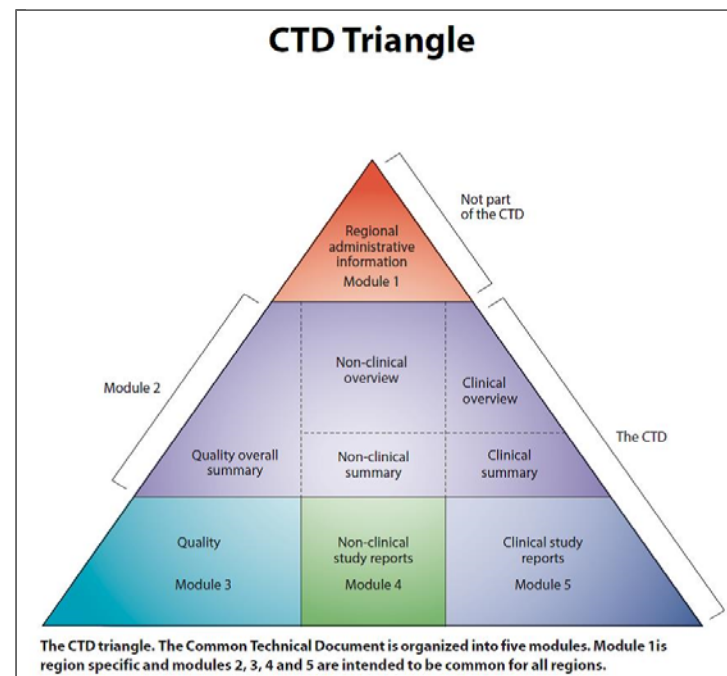 CTD Triangle
Not part
of the CTD
Regional
administrative
information
Module 1
Module 2
Non-clinical
overview
Clinical
overview
The CTD
Quality overall
summary
Non-clinical
summary
Clinical
summary
Quality
Module 3
Non-clinical
study reports
Module 4
Clinical study
reports
Module 5
The CTD triangle. The Common Technical Document is organized into five modules. Module 1is
region specific and modules 2, 3, 4 and 5 are intended to be common for all regions.